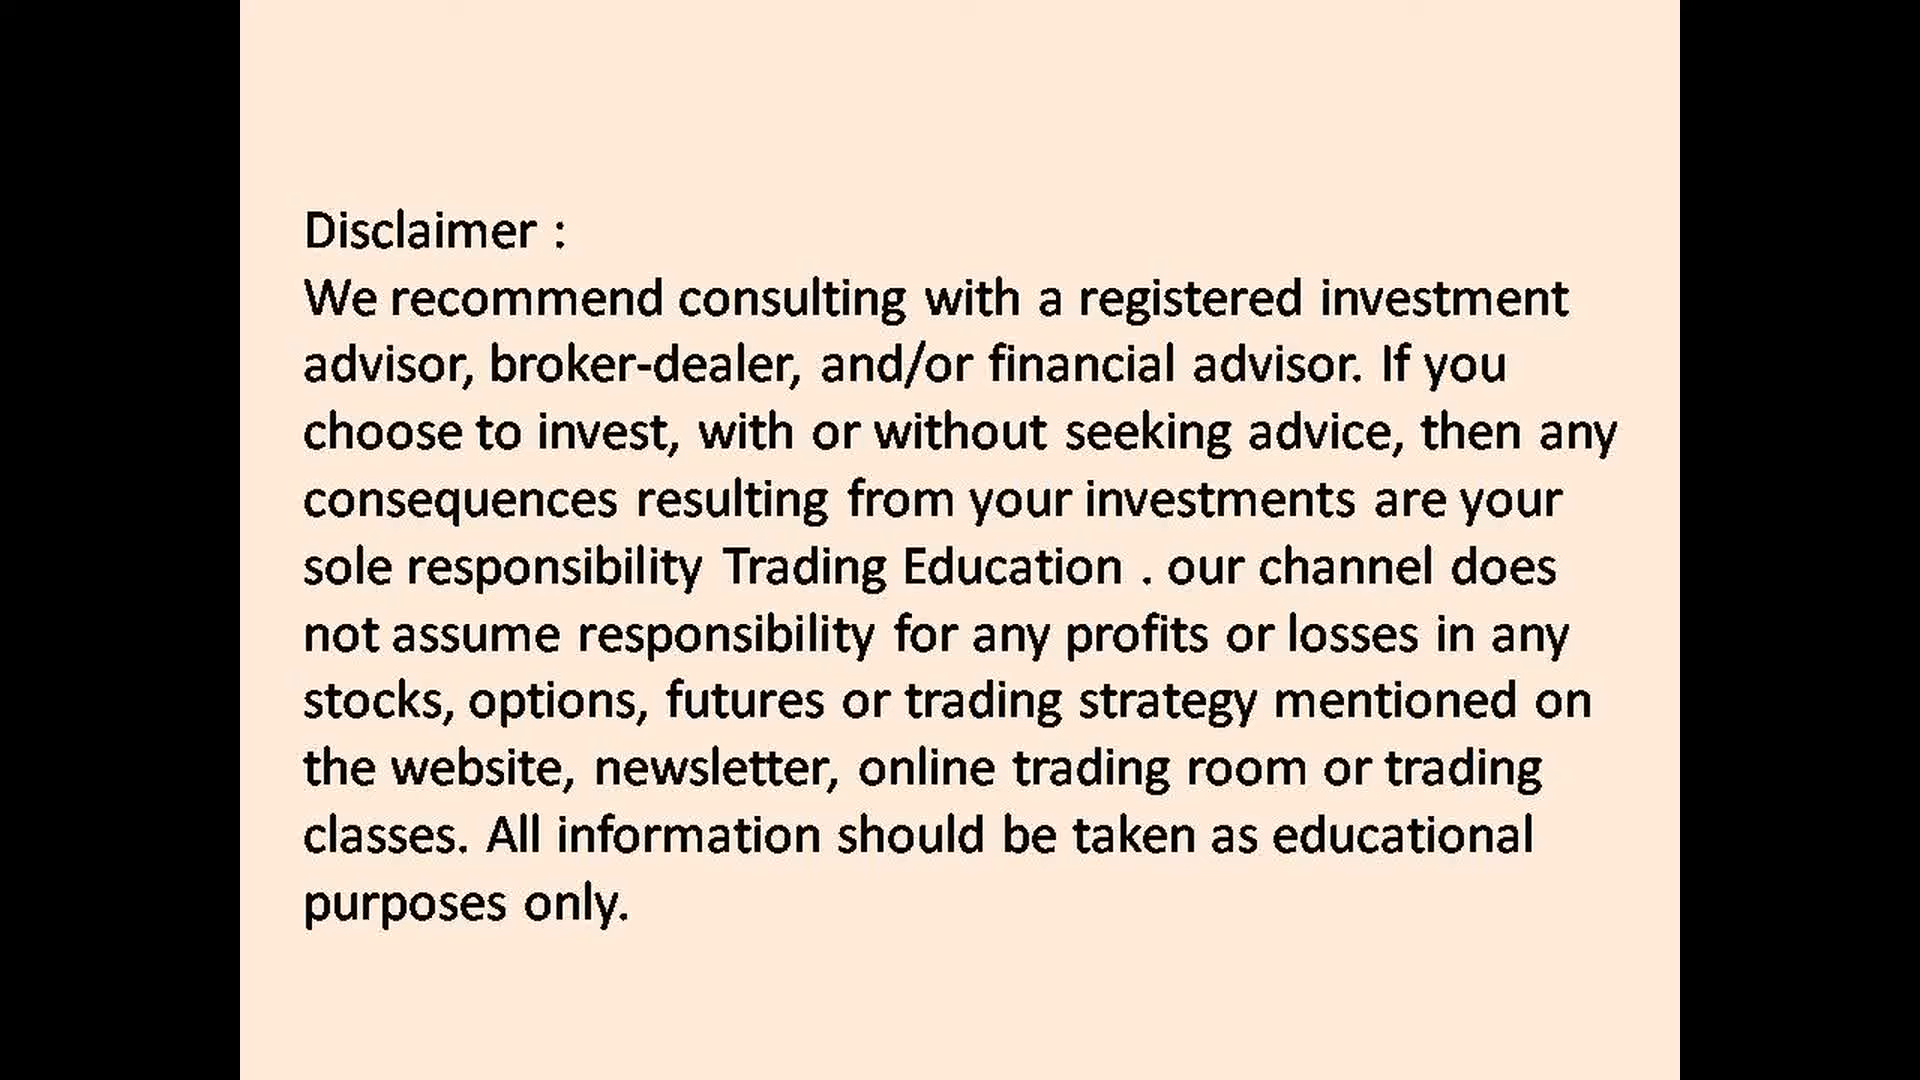 Disclaimer :
We recommend consulting with a registered investment
advisor, broker-dealer, and/or financial advisor. If you
choose to invest, with or without seeking advice, then any
consequences resulting from your investments are your
sole responsibility Trading Education . our channel does
not assume responsibility for any profits or losses in any
stocks, options, futures or trading strategy mentioned on
the website, newsletter, online trading room or trading
classes. All information should be taken as educational
purposes only.